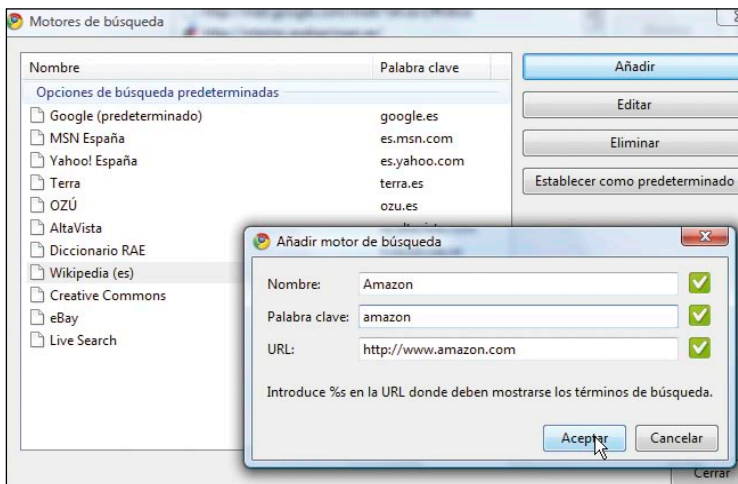 Motores de búsqueda
Nombre Palabra clave
Opciones de búsqueda predeterminadas
Google (predeterminado) google.es
MSN España es.msn.com
Yahoo! España es.yahoo.com
Terra terra.es
OZÚ ozu.es
AltaVista
Diccionario RAE
Wikipedia (es)
Creative Commons
eBay
Live Search
Añadir
Editar
Eliminar
Establecer como predeterminado
Añadir motor de búsqueda
Nombre: Amazon
Palabra clave: amazon
URL: http://www.amazon.com
Introduce %s en la URL donde deben mostrarse los términos de búsqueda.
Aceptar Cancelar
Cerrar